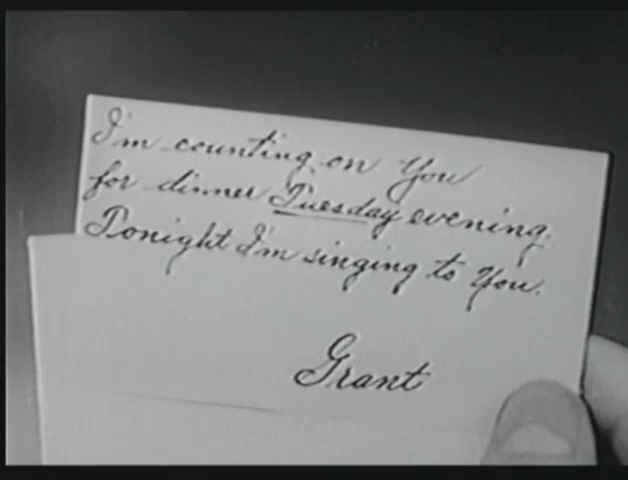 I'm counting on You
for dinner Tuesday evening.
Tonight I'm singing to You.
Grant